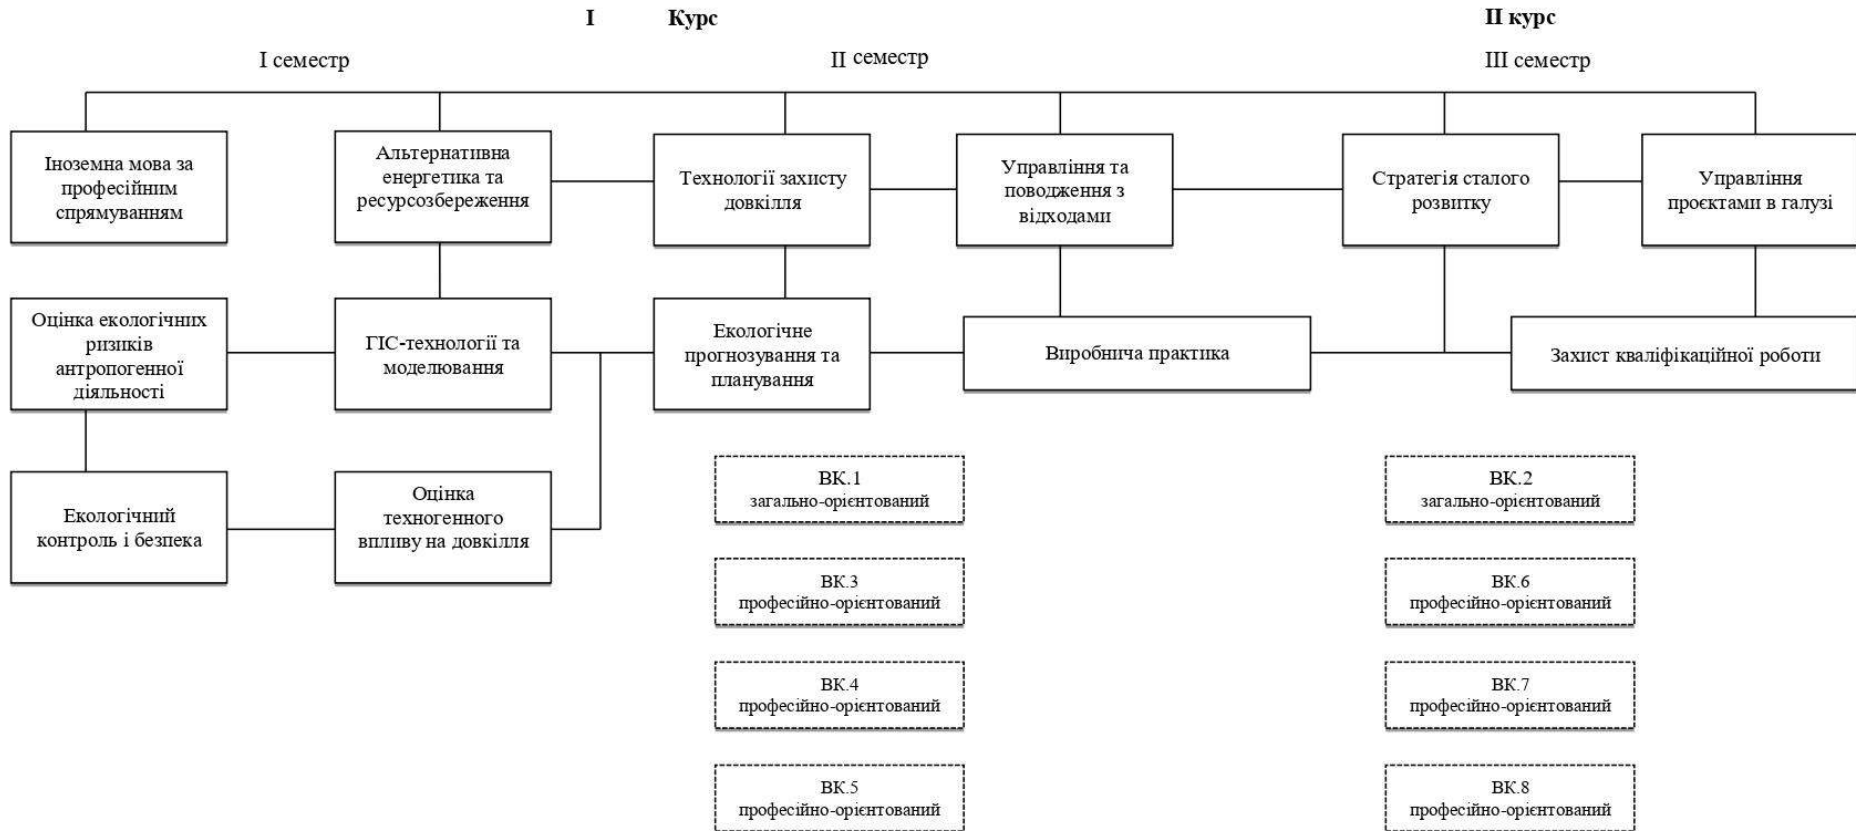 I Курс
II курс
I семестр
II семестр
III семестр
Іноземна мова за
професійним
спрямуванням
Альтернативна
енергетика та
ресурсозбереження
Технології захисту
довкілля
Управління та
поводження з
відходами
Стратегія сталого
розвитку
Управління
проєктами в галузі
Оцінка екологічних
ризиків
антропогенної
діяльності
ГІС-технології та
моделювання
Екологічне
прогнозування та
планування
Виробнича практика
Захист кваліфікаційної роботи
Екологічний
контроль і безпека
Оцінка
техногенного
впливу на довкілля
ВК.1
загально-орієнтований
ВК.2
загально-орієнтований
ВК.3
професійно-орієнтований
ВК.6
професійно-орієнтований
ВК.4
професійно-орієнтований
ВК.7
професійно-орієнтований
ВК.5
професійно-орієнтований
ВК.8
професійно-орієнтований